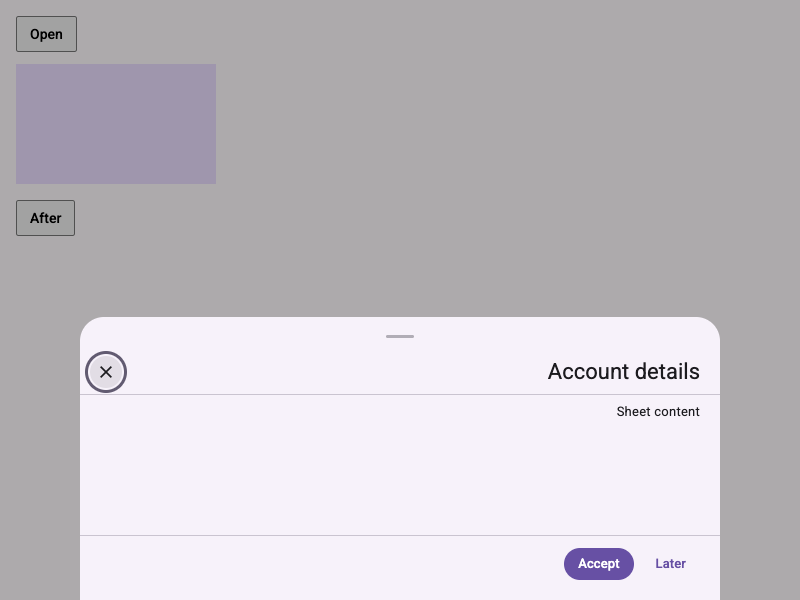 Open
After
Account details
Sheet content
Accept
Later